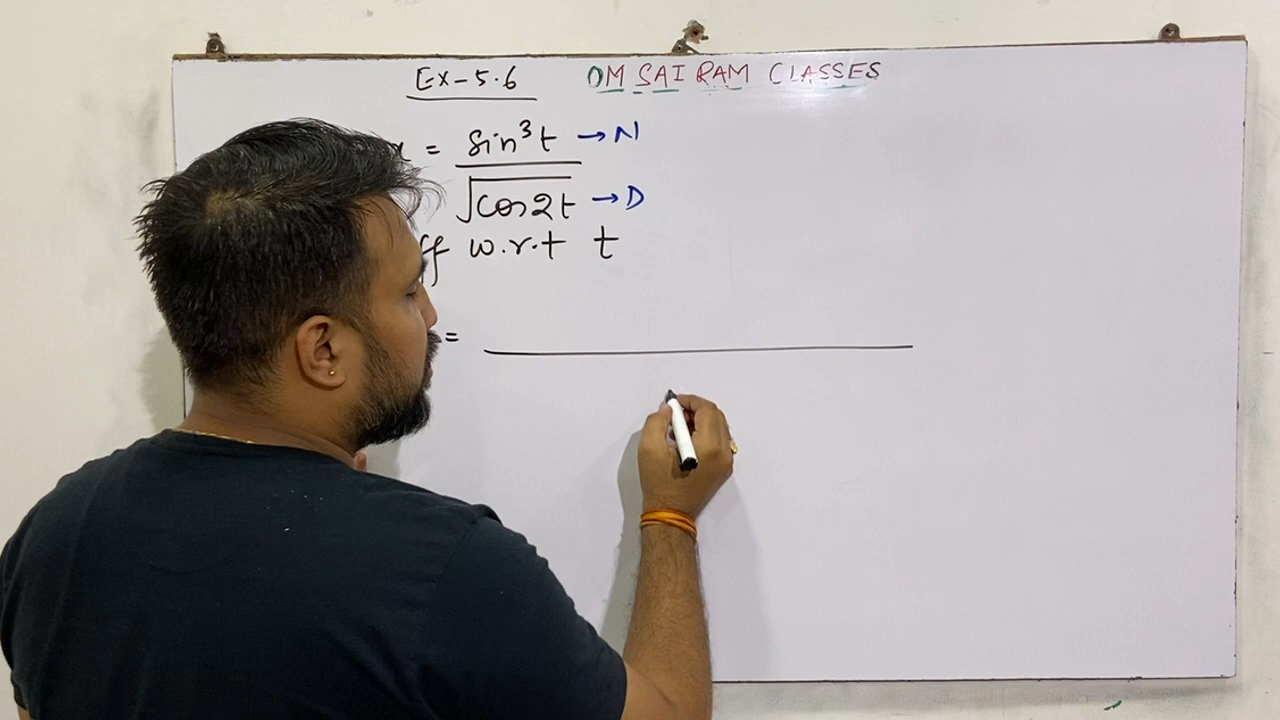 Ex-5.6 OM SAI RAM CLASSES
x = sin³t → N
√cos2t → D
ff w.r.t t
=